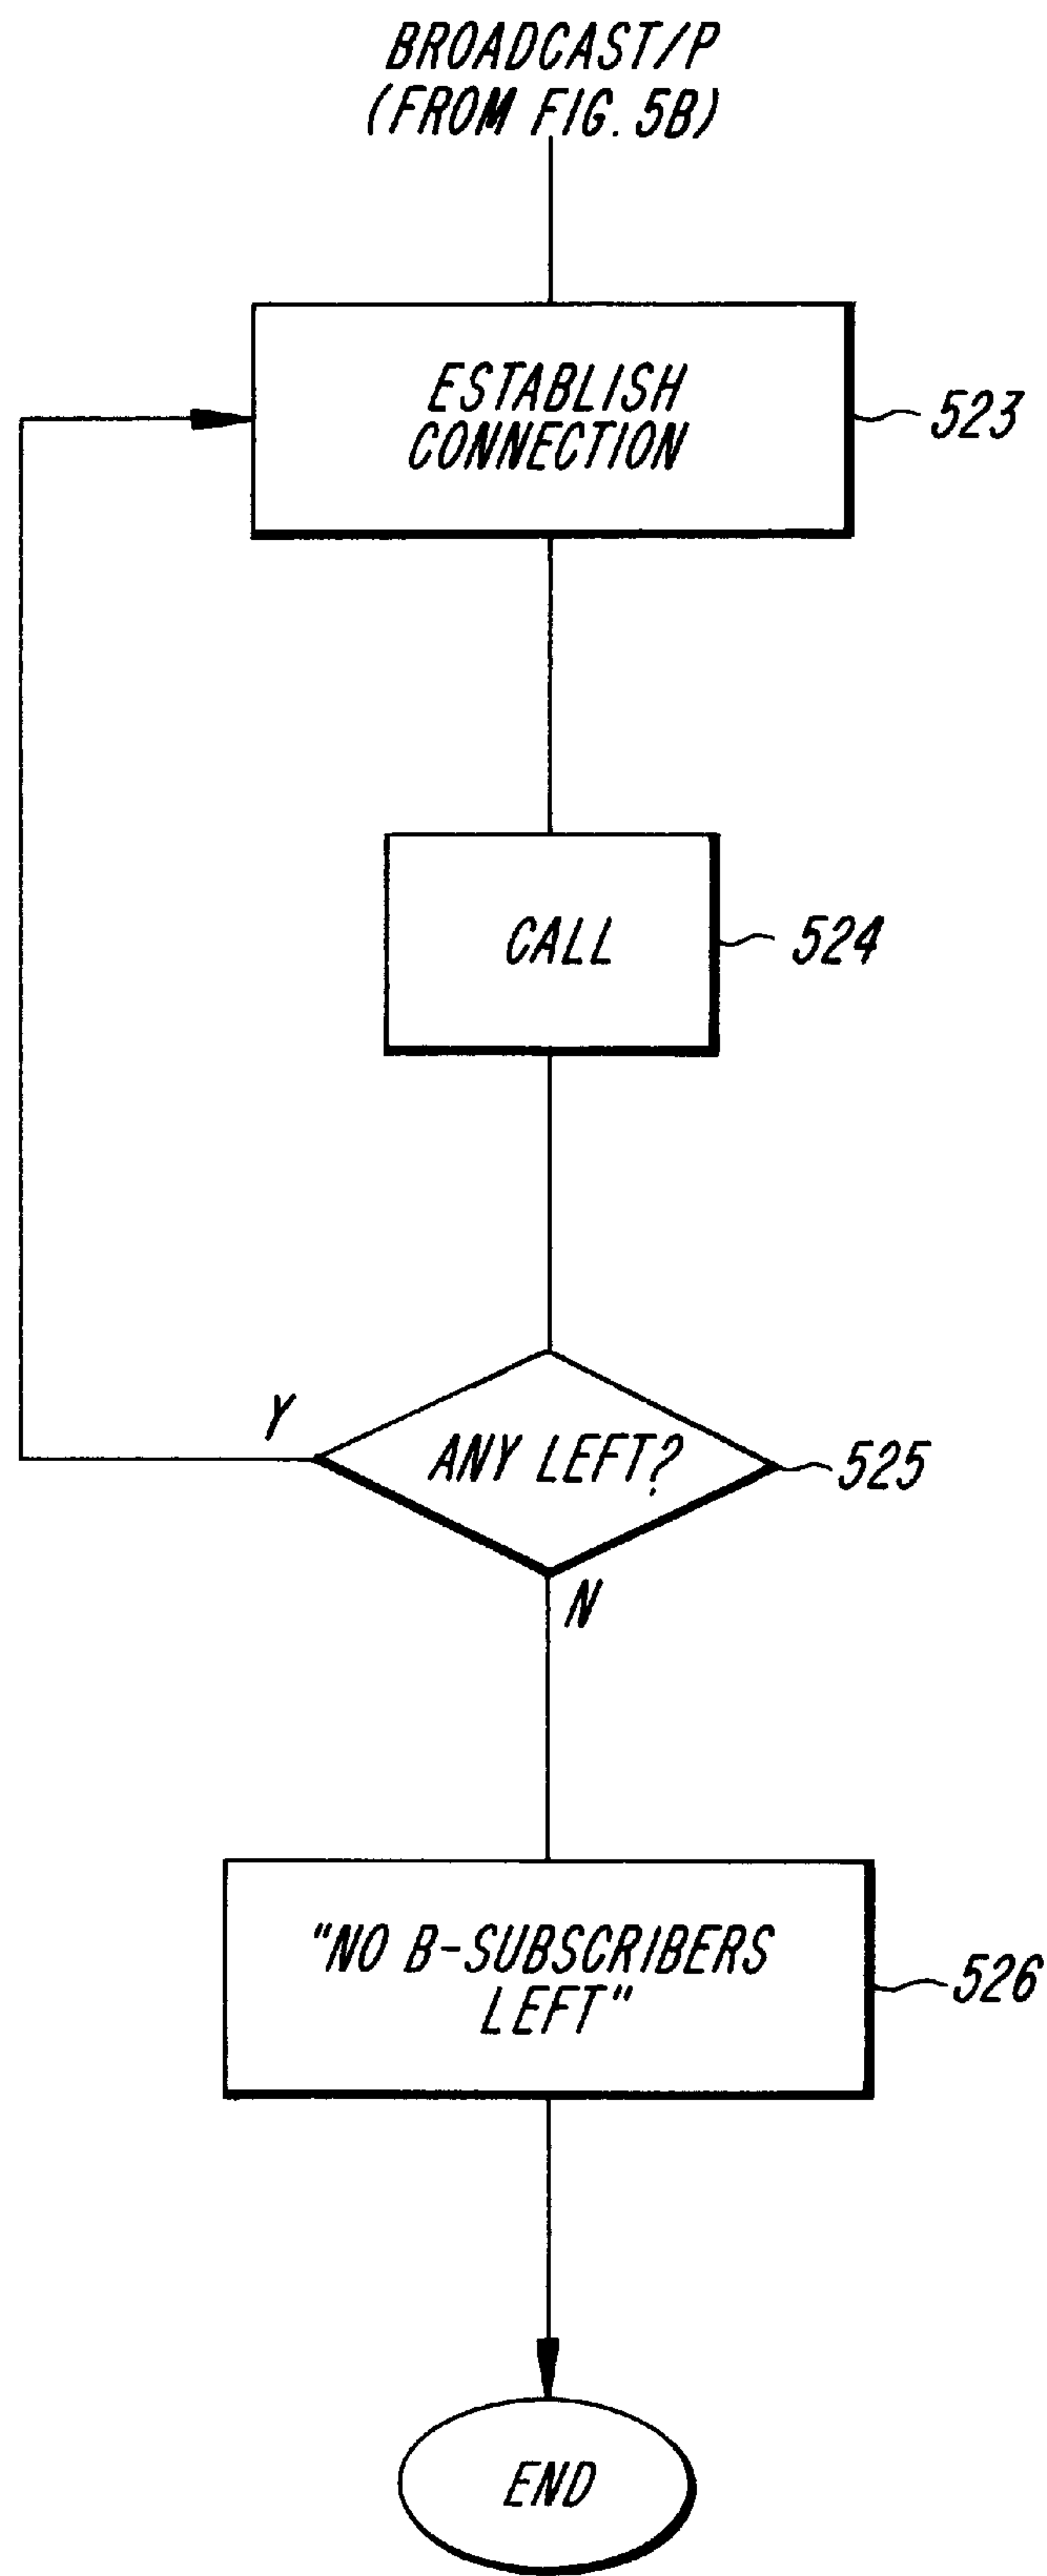 BROADCAST/P
(FROM FIG. 5B)
ESTABLISH
CONNECTION
523
CALL
524
Y
ANY LEFT?
525
N
"NO B-SUBSCRIBERS
LEFT"
526
END